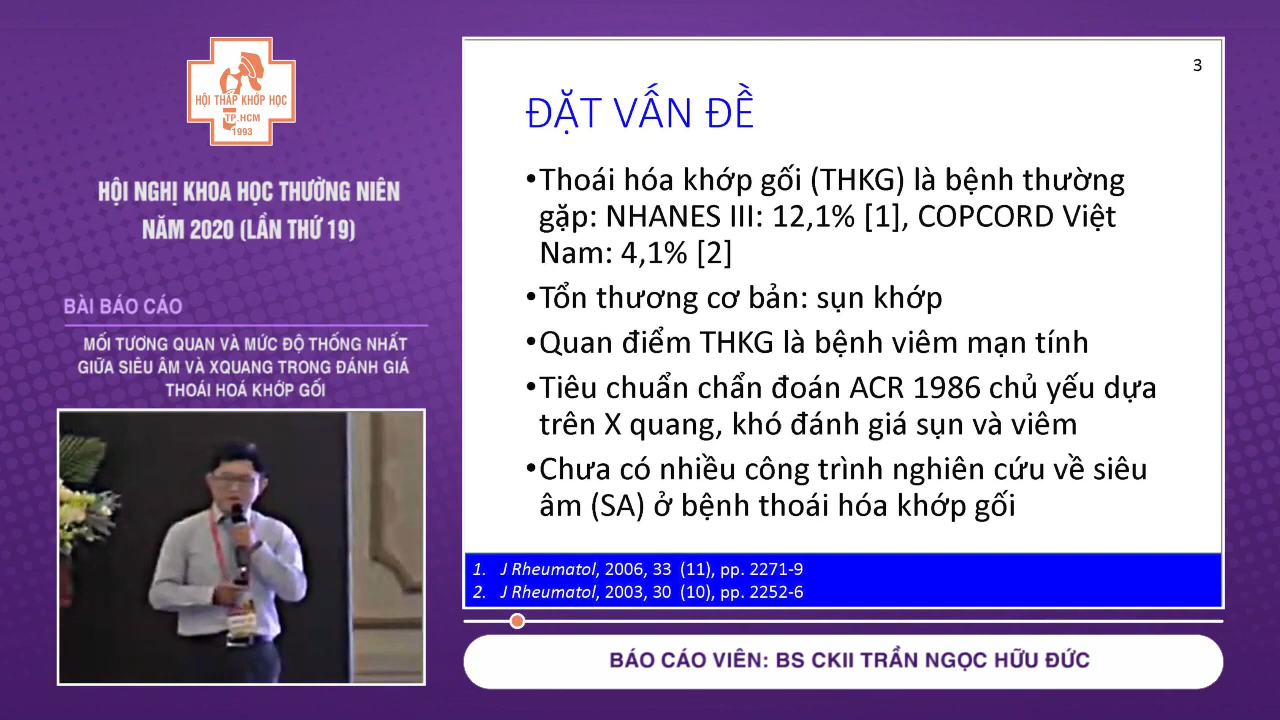 HỘI THẤP KHỚP HỌC
TP.HCM
1993
HỘI NGHỊ KHOA HỌC THƯỜNG NIÊN
NĂM 2020 (LẦN THỨ 19)
BÀI BÁO CÁO
MỐI TƯƠNG QUAN VÀ MỨC ĐỘ THỐNG NHẤT
GIỮA SIÊU ÂM VÀ XQUANG TRONG ĐÁNH GIÁ
THOÁI HOÁ KHỚP GỐI
3
ĐẶT VẤN ĐỀ
•Thoái hóa khớp gối (THKG) là bệnh thường
gặp: NHANES III: 12,1% [1], COPCORD Việt
Nam: 4,1% [2]
•Tổn thương cơ bản: sụn khớp
•Quan điểm THKG là bệnh viêm mạn tính
•Tiêu chuẩn chẩn đoán ACR 1986 chủ yếu dựa
trên X quang, khó đánh giá sụn và viêm
•Chưa có nhiều công trình nghiên cứu về siêu
âm (SA) ở bệnh thoái hóa khớp gối
1. J Rheumatol, 2006, 33 (11), pp. 2271-9
2. J Rheumatol, 2003, 30 (10), pp. 2252-6
BÁO CÁO VIÊN: BS CKII TRẦN NGỌC HỮU ĐỨC